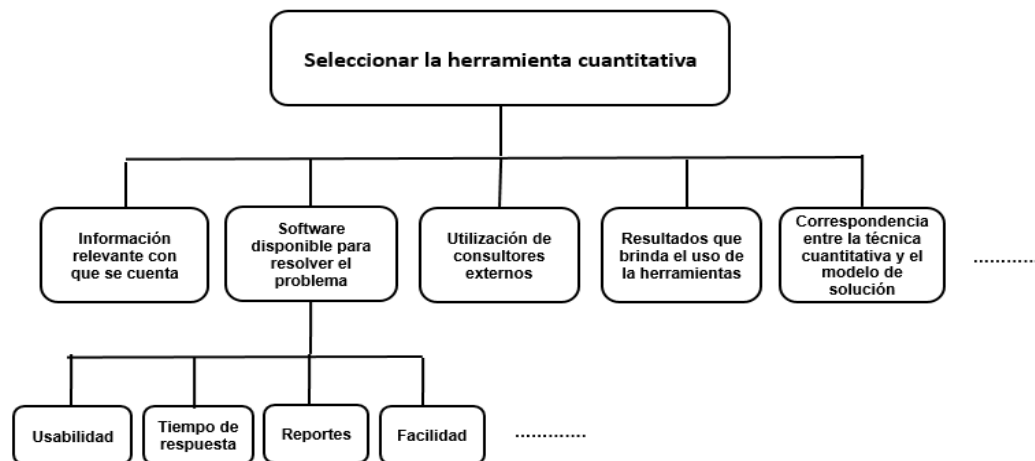 Seleccionar la herramienta cuantitativa
Información
relevante con
que se cuenta
Software
disponible para
resolver el
problema
Utilización de
consultores
externos
Resultados que
brinda el uso de
la herramientas
Correspondencia
entre la técnica
cuantitativa y el
modelo de
solución
..............
Usabilidad
Tiempo de
respuesta
Reportes
Facilidad
.............